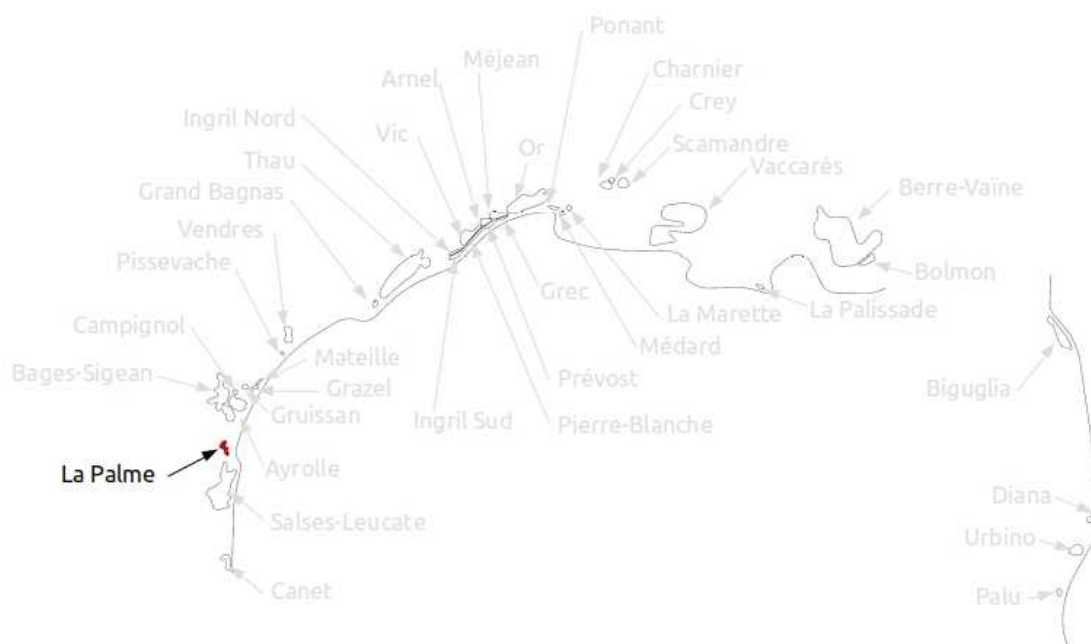 Ponant
Méjean
Arnel
Charnier
Crey
Ingril Nord
Vic
Or
Scamandre
Thau
Vaccarés
Grand Bagnas
Berre-Vaïne
Vendres
Pissevache
Bolmon
Grec
La Marette
La Palissade
Campignol
Médard
Mateille
Bages-Sigean
Prévost
Grazel
Biguglia
Gruissan
Ingril Sud
Pierre-Blanche
La Palme
Ayrolle
Diana
Salses-Leucate
Urbino
Canet
Palu